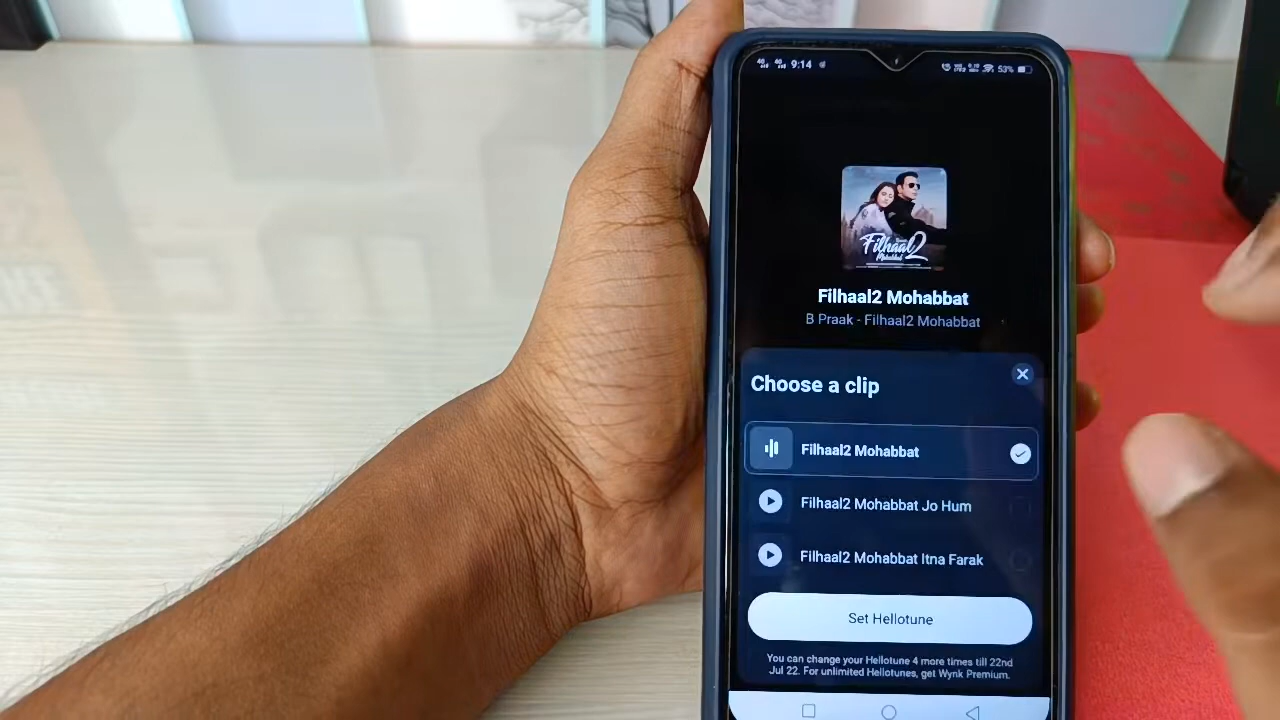 9:14
53%
Filhaal2
Mohabbat
Filhaal2 Mohabbat
B Praak - Filhaal2 Mohabbat
Choose a clip
Filhaal2 Mohabbat
Filhaal2 Mohabbat Jo Hum
Filhaal2 Mohabbat Itna Farak
Set Hellotune
You can change your Hellotune 4 more times till 22nd
Jul 22. For unlimited Hellotunes, get Wynk Premium.